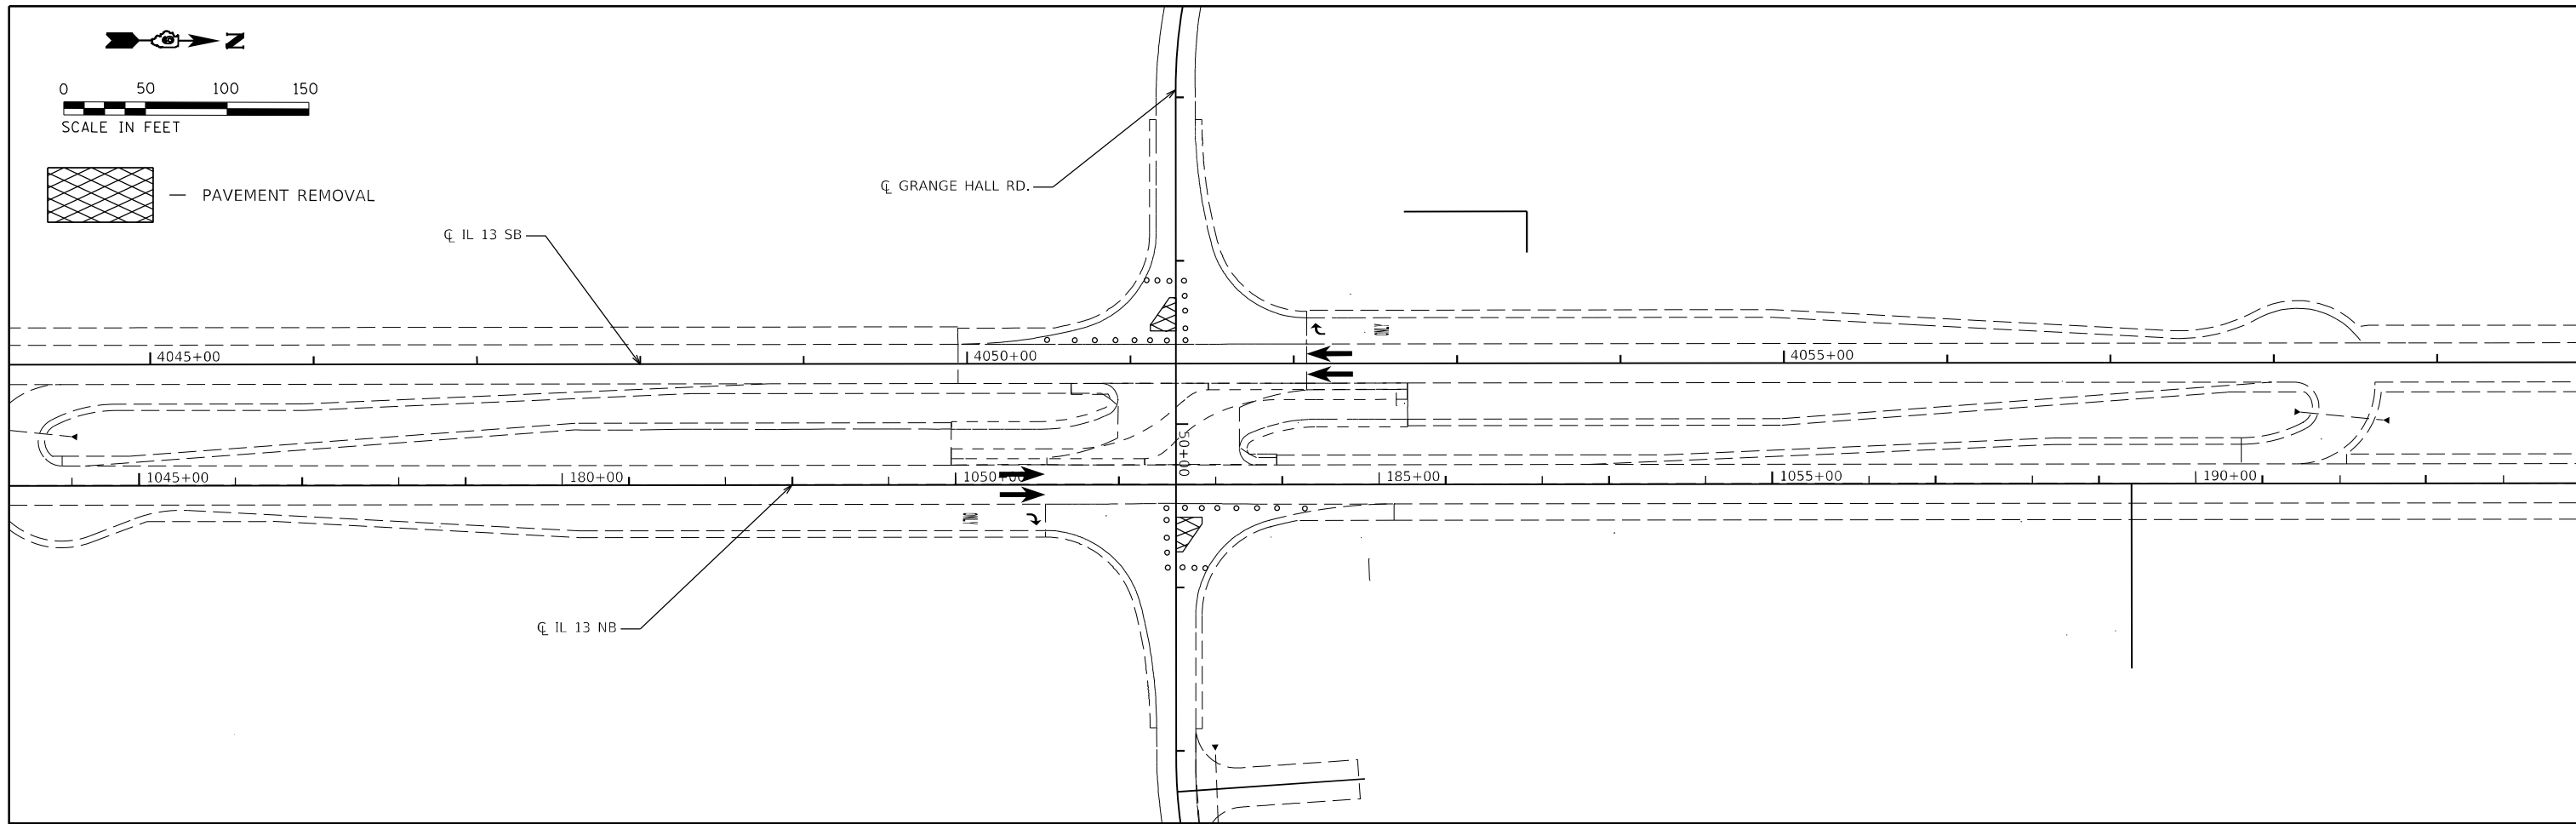 N
0 50 100 150
SCALE IN FEET
— PAVEMENT REMOVAL
℄ GRANGE HALL RD.
℄ IL 13 SB
4045+00 4050+00 4055+00
50+00
1045+00 180+00 1050+00 185+00 1055+00 190+00
℄ IL 13 NB